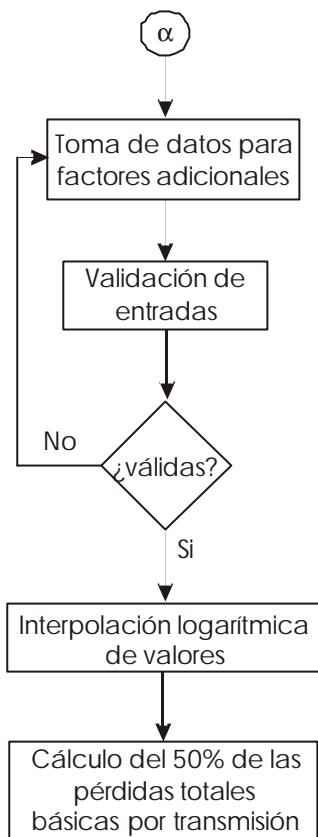 α
Toma de datos para
factores adicionales
Validación de
entradas
¿válidas?
No
Si
Interpolación logarítmica
de valores
Cálculo del 50% de las
pérdidas totales
básicas por transmisión